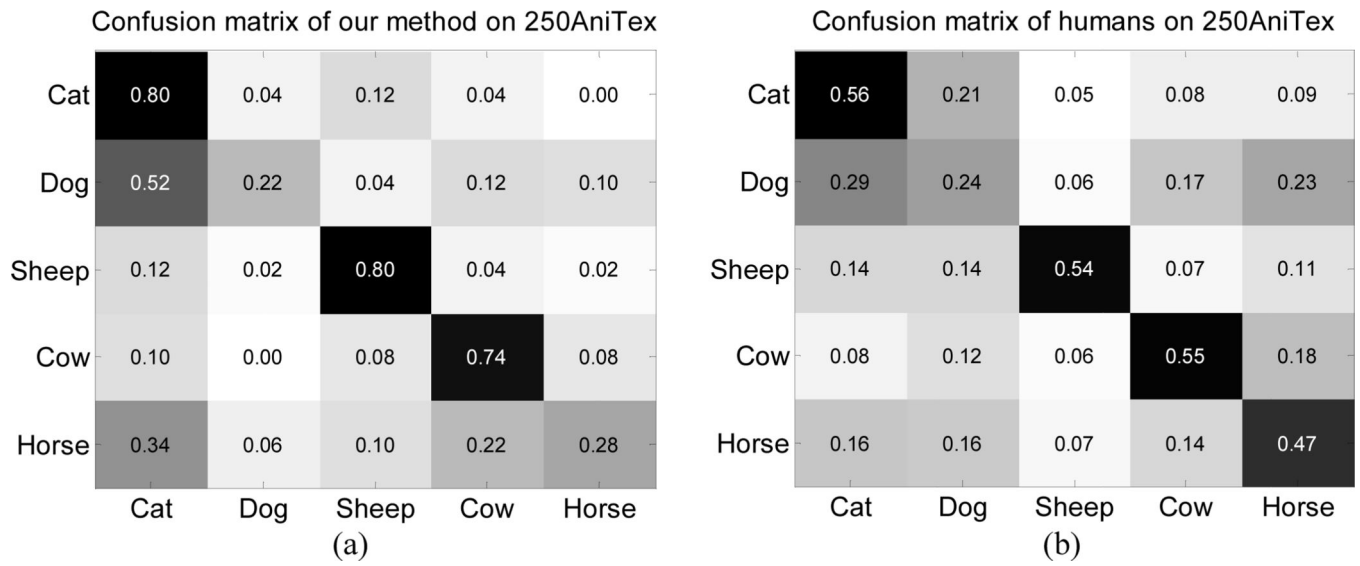 Confusion matrix of our method on 250AniTex
Cat 0.80 0.04 0.12 0.04 0.00
Dog 0.52 0.22 0.04 0.12 0.10
Sheep 0.12 0.02 0.80 0.04 0.02
Cow 0.10 0.00 0.08 0.74 0.08
Horse 0.34 0.06 0.10 0.22 0.28
Cat Dog Sheep Cow Horse
(a)
Confusion matrix of humans on 250AniTex
Cat 0.56 0.21 0.05 0.08 0.09
Dog 0.29 0.24 0.06 0.17 0.23
Sheep 0.14 0.14 0.54 0.07 0.11
Cow 0.08 0.12 0.06 0.55 0.18
Horse 0.16 0.16 0.07 0.14 0.47
Cat Dog Sheep Cow Horse
(b)